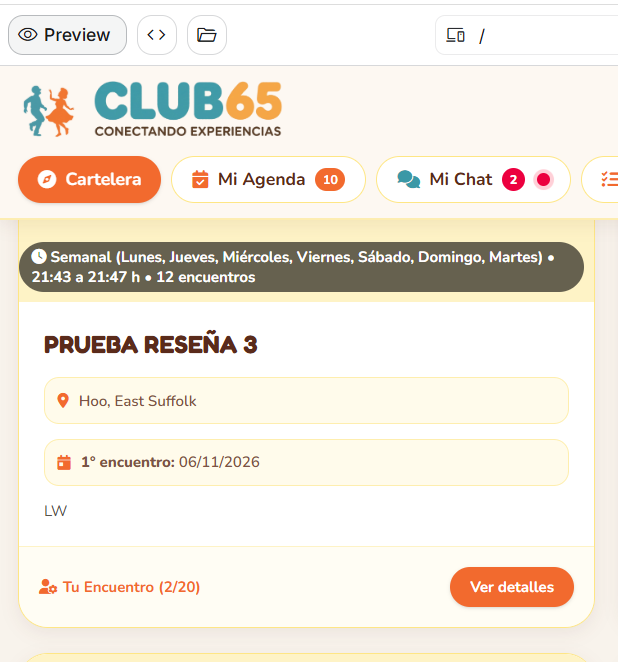 Preview
/
CLUB65
CONECTANDO EXPERIENCIAS
Cartelera
Mi Agenda 10
Mi Chat 2
Semanal (Lunes, Jueves, Miércoles, Viernes, Sábado, Domingo, Martes) •
21:43 a 21:47 h • 12 encuentros
PRUEBA RESEÑA 3
Hoo, East Suffolk
1° encuentro: 06/11/2026
LW
Tu Encuentro (2/20)
Ver detalles